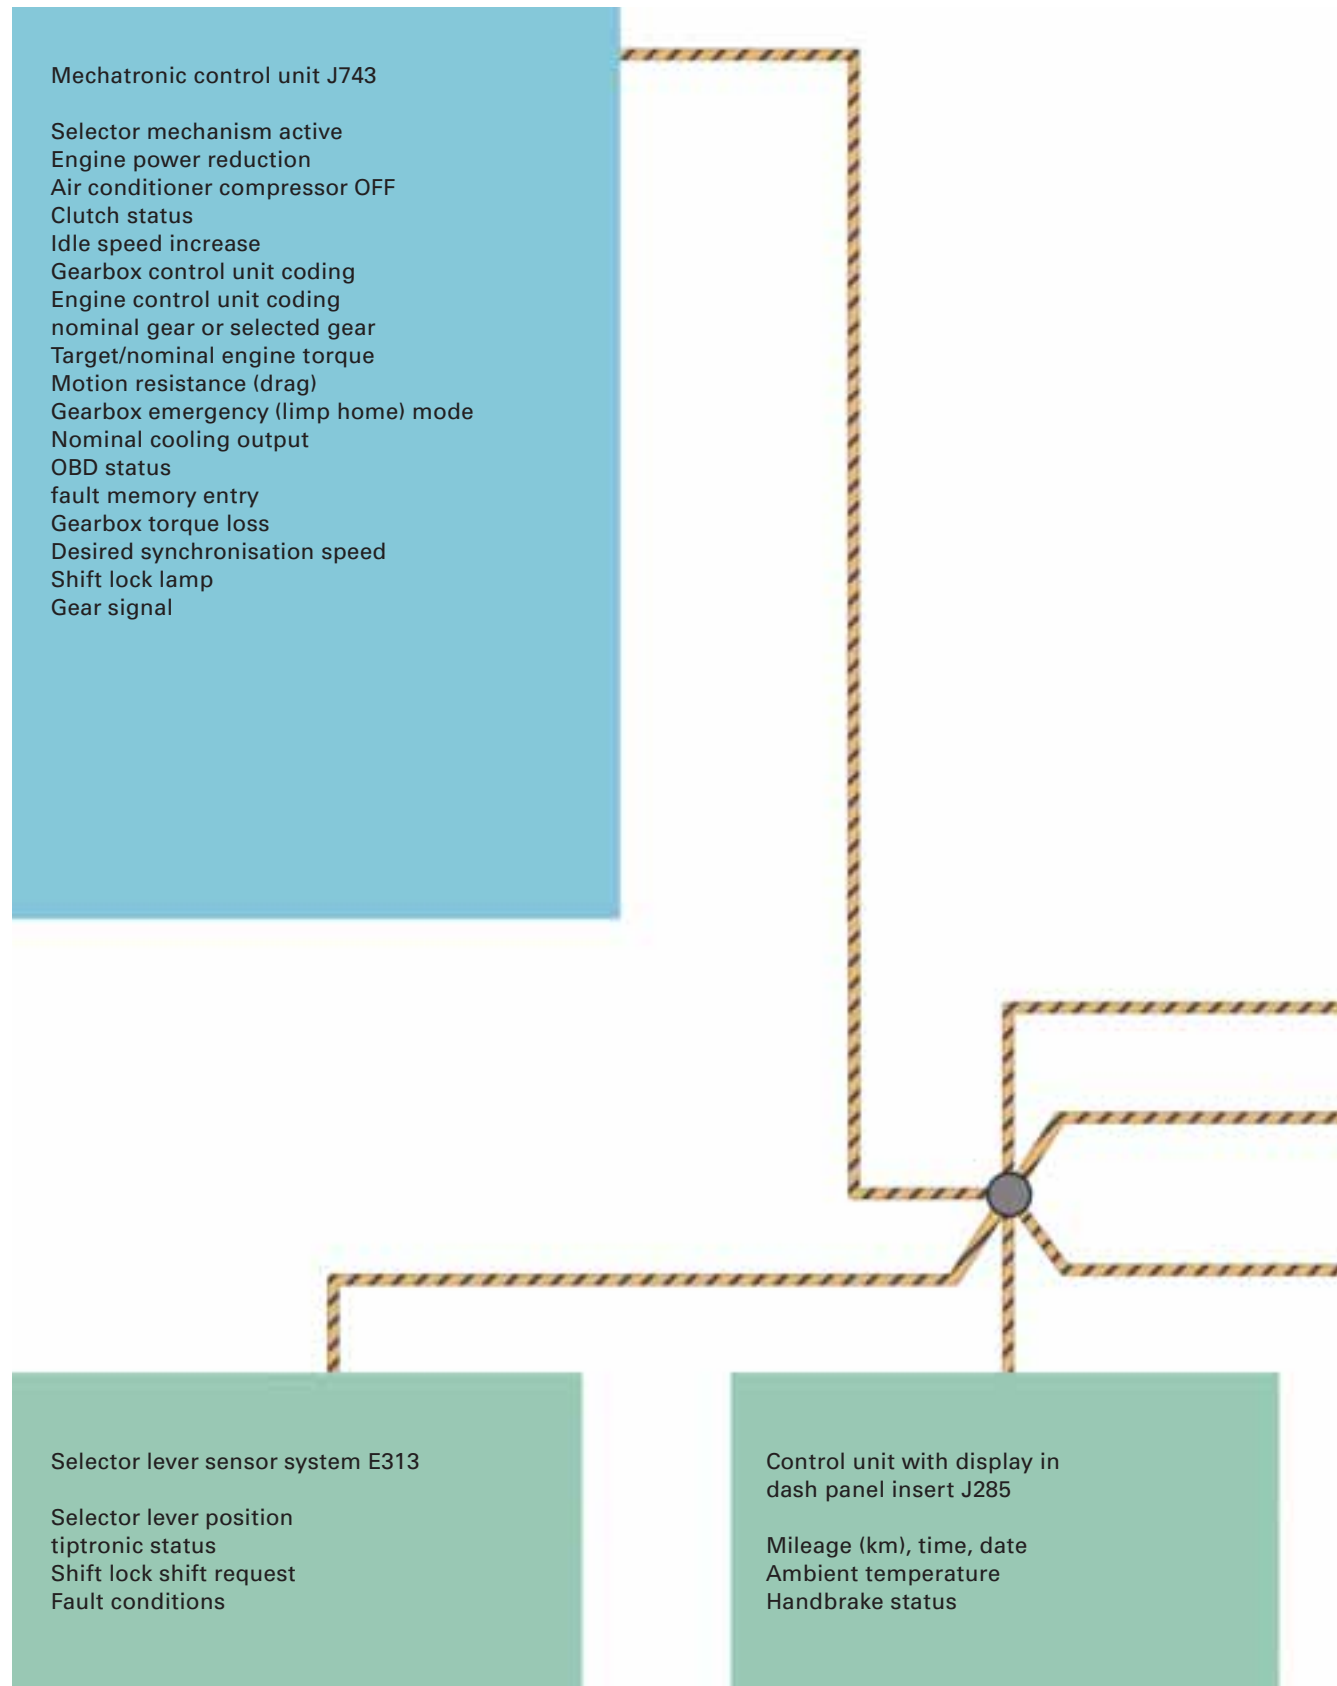 Mechatronic control unit J743
Selector mechanism active
Engine power reduction
Air conditioner compressor OFF
Clutch status
Idle speed increase
Gearbox control unit coding
Engine control unit coding
nominal gear or selected gear
Target/nominal engine torque
Motion resistance (drag)
Gearbox emergency (limp home) mode
Nominal cooling output
OBD status
fault memory entry
Gearbox torque loss
Desired synchronisation speed
Shift lock lamp
Gear signal
Selector lever sensor system E313
Selector lever position
tiptronic status
Shift lock shift request
Fault conditions
Control unit with display in
dash panel insert J285
Mileage (km), time, date
Ambient temperature
Handbrake status